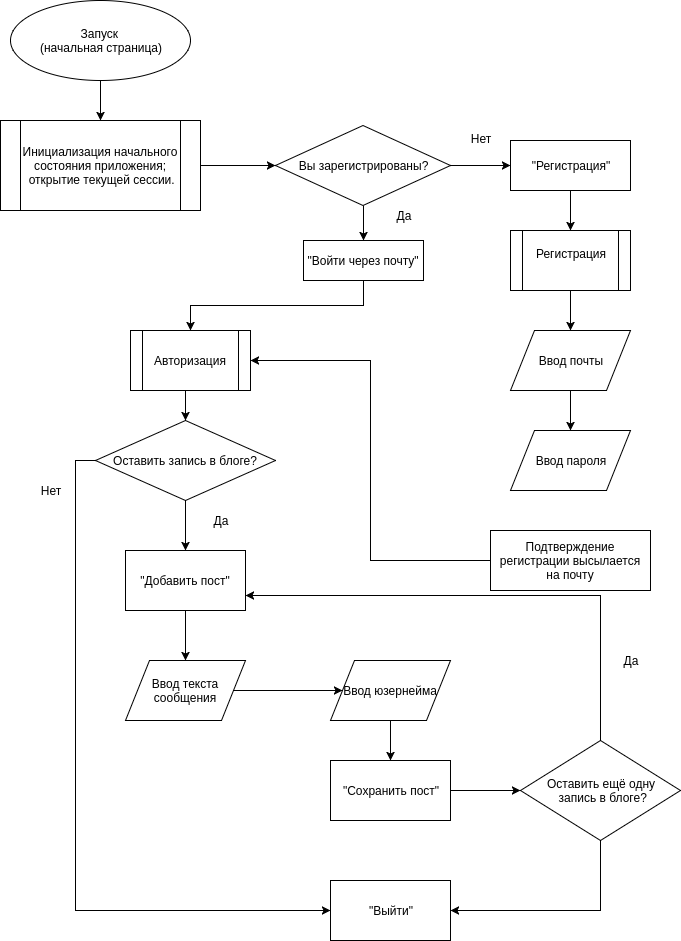 Запуск
(начальная страница)
Инициализация начального
состояния приложения;
открытие текущей сессии.
Вы зарегистрированы?
Нет
"Регистрация"
Да
"Войти через почту"
Регистрация
Авторизация
Ввод почты
Оставить запись в блоге?
Ввод пароля
Нет
Да
Подтверждение
регистрации высылается
на почту
"Добавить пост"
Да
Ввод текста
сообщения
Ввод юзернейма
"Сохранить пост"
Оставить ещё одну
запись в блоге?
"Выйти"